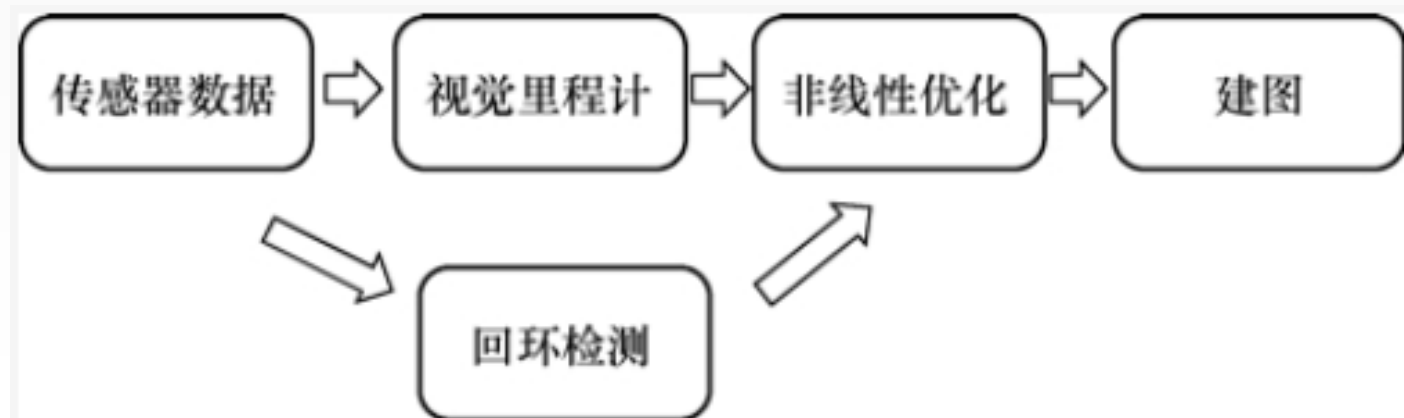 传感器数据
视觉里程计
非线性优化
建图
回环检测